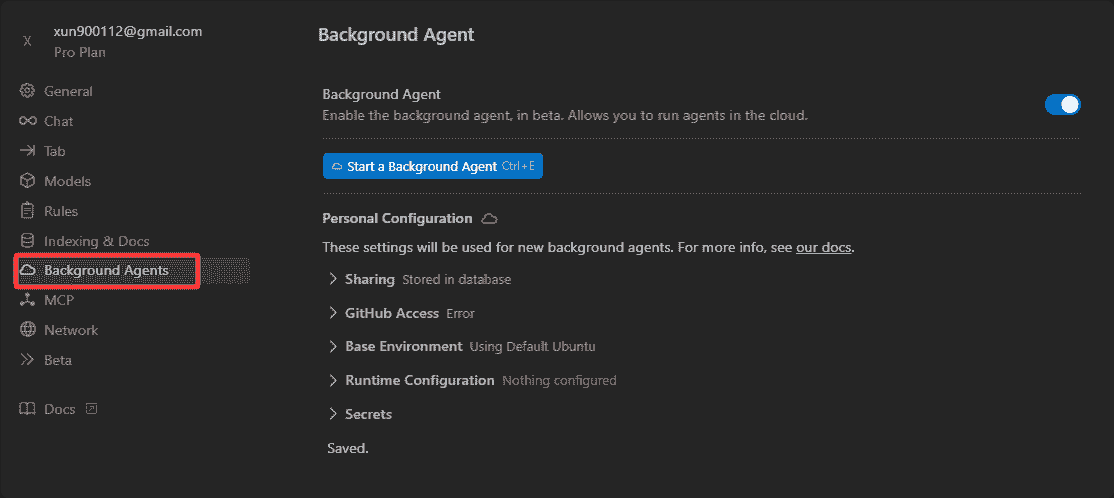 X
xun900112@gmail.com
Pro Plan
General
Chat
Tab
Models
Rules
Indexing & Docs
Background Agents
MCP
Network
Beta
Docs
Background Agent
Background Agent
Enable the background agent, in beta. Allows you to run agents in the cloud.
Start a Background Agent Ctrl+E
Personal Configuration
These settings will be used for new background agents. For more info, see our docs.
Sharing Stored in database
GitHub Access Error
Base Environment Using Default Ubuntu
Runtime Configuration Nothing configured
Secrets
Saved.